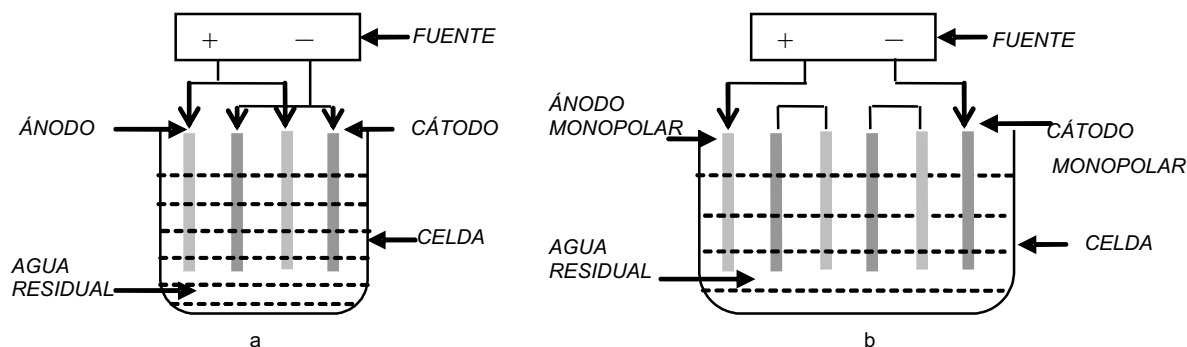 + —
FUENTE
ÁNODO
CÁTODO
CELDA
AGUA
RESIDUAL
a
+ —
FUENTE
ÁNODO
MONOPOLAR
CÁTODO
MONOPOLAR
AGUA
RESIDUAL
CELDA
b